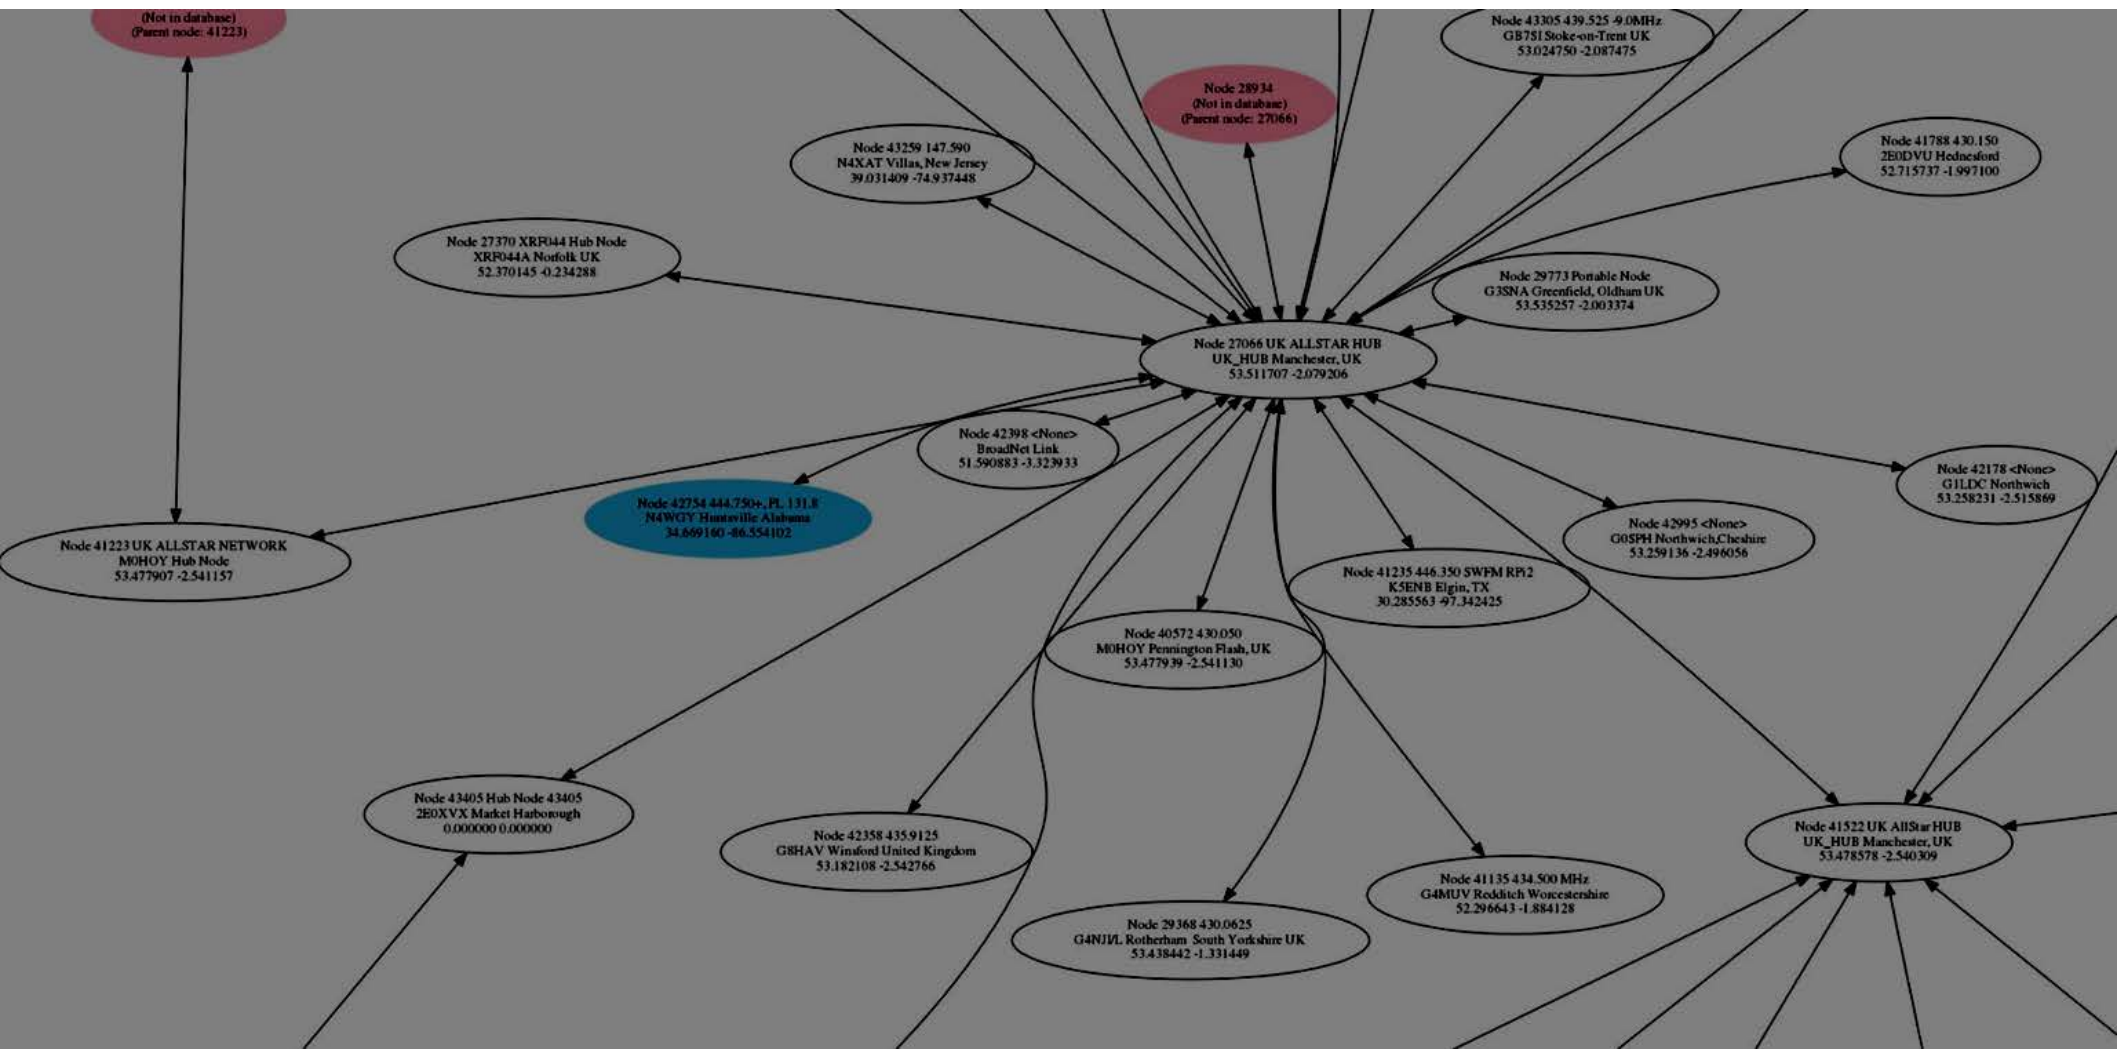 (Not in database)
(Parent node: 41223)
Node 43305 439.525 -9.0MHz
GB7SI Stoke-on-Trent UK
53.024750 -2.087475
Node 28934
(Not in database)
(Parent node: 27066)
Node 43259 147.590
N4XAT Villas, New Jersey
39.031409 -74.937448
Node 41788 430.150
2E0DVU Hednesford
52.715737 -1.997100
Node 27370 XRF044 Hub Node
XRF044A Norfolk UK
52.370145 -0.234288
Node 29773 Portable Node
G3SNA Greenfield, Oldham UK
53.535257 -2.003374
Node 27066 UK ALLSTAR HUB
UK_HUB Manchester, UK
53.511707 -2.079206
Node 42398 <None>
BroadNet Link
51.590883 -3.323933
Node 42178 <None>
G1LDC Northwich
53.258231 -2.515869
Node 42754 444.750+, PL 131.8
N4WGY Huntsville Alabama
34.669160 -86.554102
Node 42995 <None>
G0SPH Northwich,Cheshire
53.259136 -2.496056
Node 41223 UK ALLSTAR NETWORK
M0HOY Hub Node
53.477907 -2.541157
Node 41235 446.350 SWFM RPi2
K5ENB Elgin, TX
30.285563 -97.342425
Node 40572 430.050
M0HOY Pennington Flash, UK
53.477939 -2.541130
Node 43405 Hub Node 43405
2E0XVX Market Harborough
0.000000 0.000000
Node 42358 435.9125
G8HAV Winsford United Kingdom
53.182108 -2.542766
Node 41522 UK AllStar HUB
UK_HUB Manchester, UK
53.478578 -2.540309
Node 41135 434.500 MHz
G4MUV Redditch Worcestershire
52.296643 -1.884128
Node 29368 430.0625
G4NJI/L Rotherham South Yorkshire UK
53.438442 -1.331449